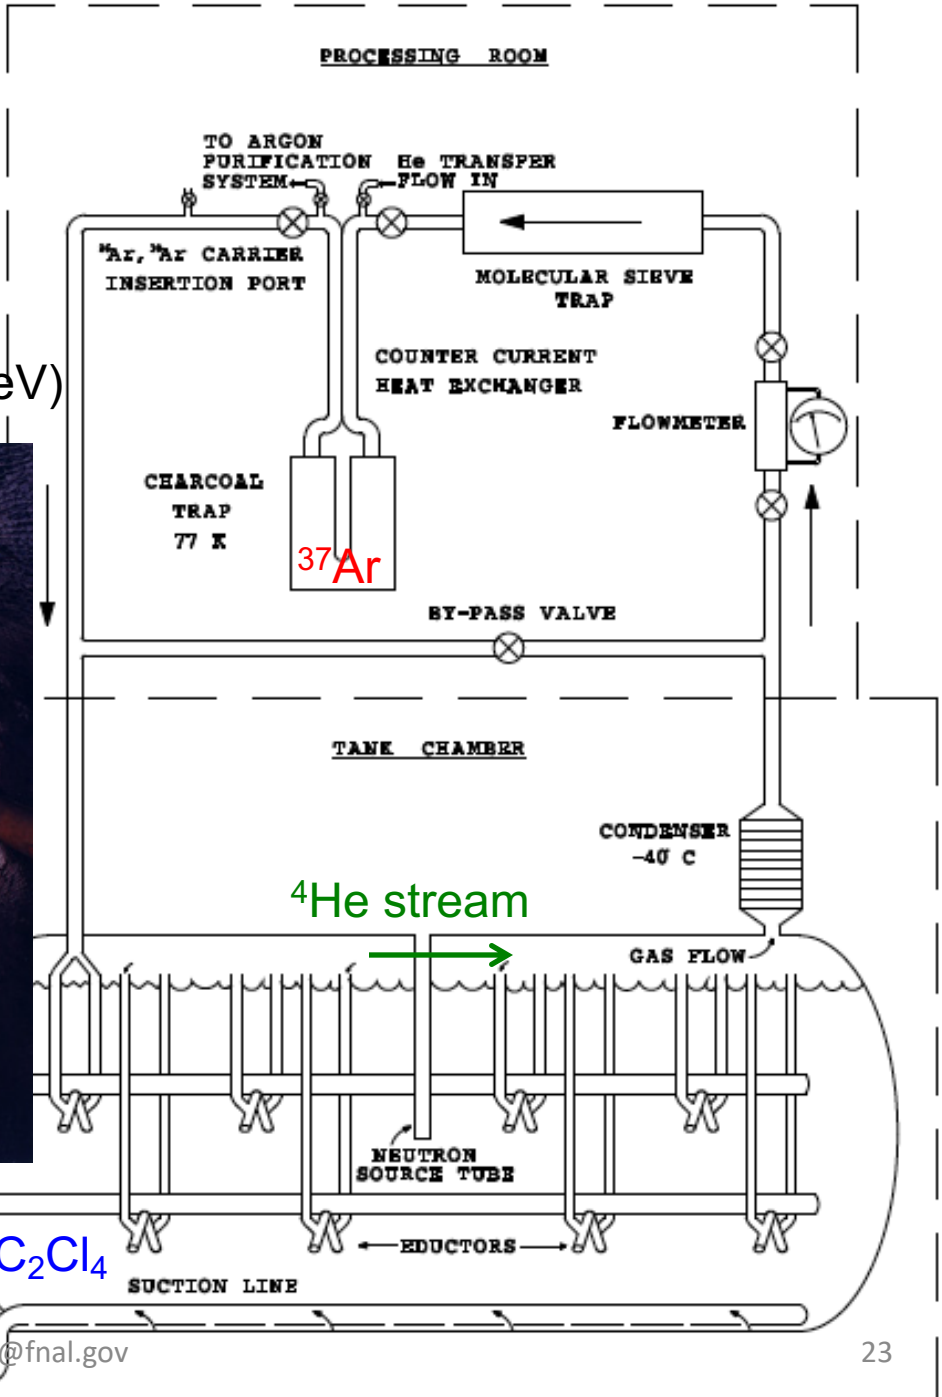 PROCESSING ROOM
TO ARGON
PURIFICATION
SYSTEM
He TRANSFER
FLOW IN
³⁶Ar, ³⁸Ar CARRIER
INSERTION PORT
MOLECULAR SIEVE
TRAP
eV)
COUNTER CURRENT
HEAT EXCHANGER
FLOWMETER
CHARCOAL
TRAP
77 K
³⁷Ar
BY-PASS VALVE
TANK CHAMBER
CONDENSER
-40 C
⁴He stream
GAS FLOW
NEUTRON
SOURCE TUBE
EDUCTORS
C₂Cl₄
SUCTION LINE
@fnal.gov
23